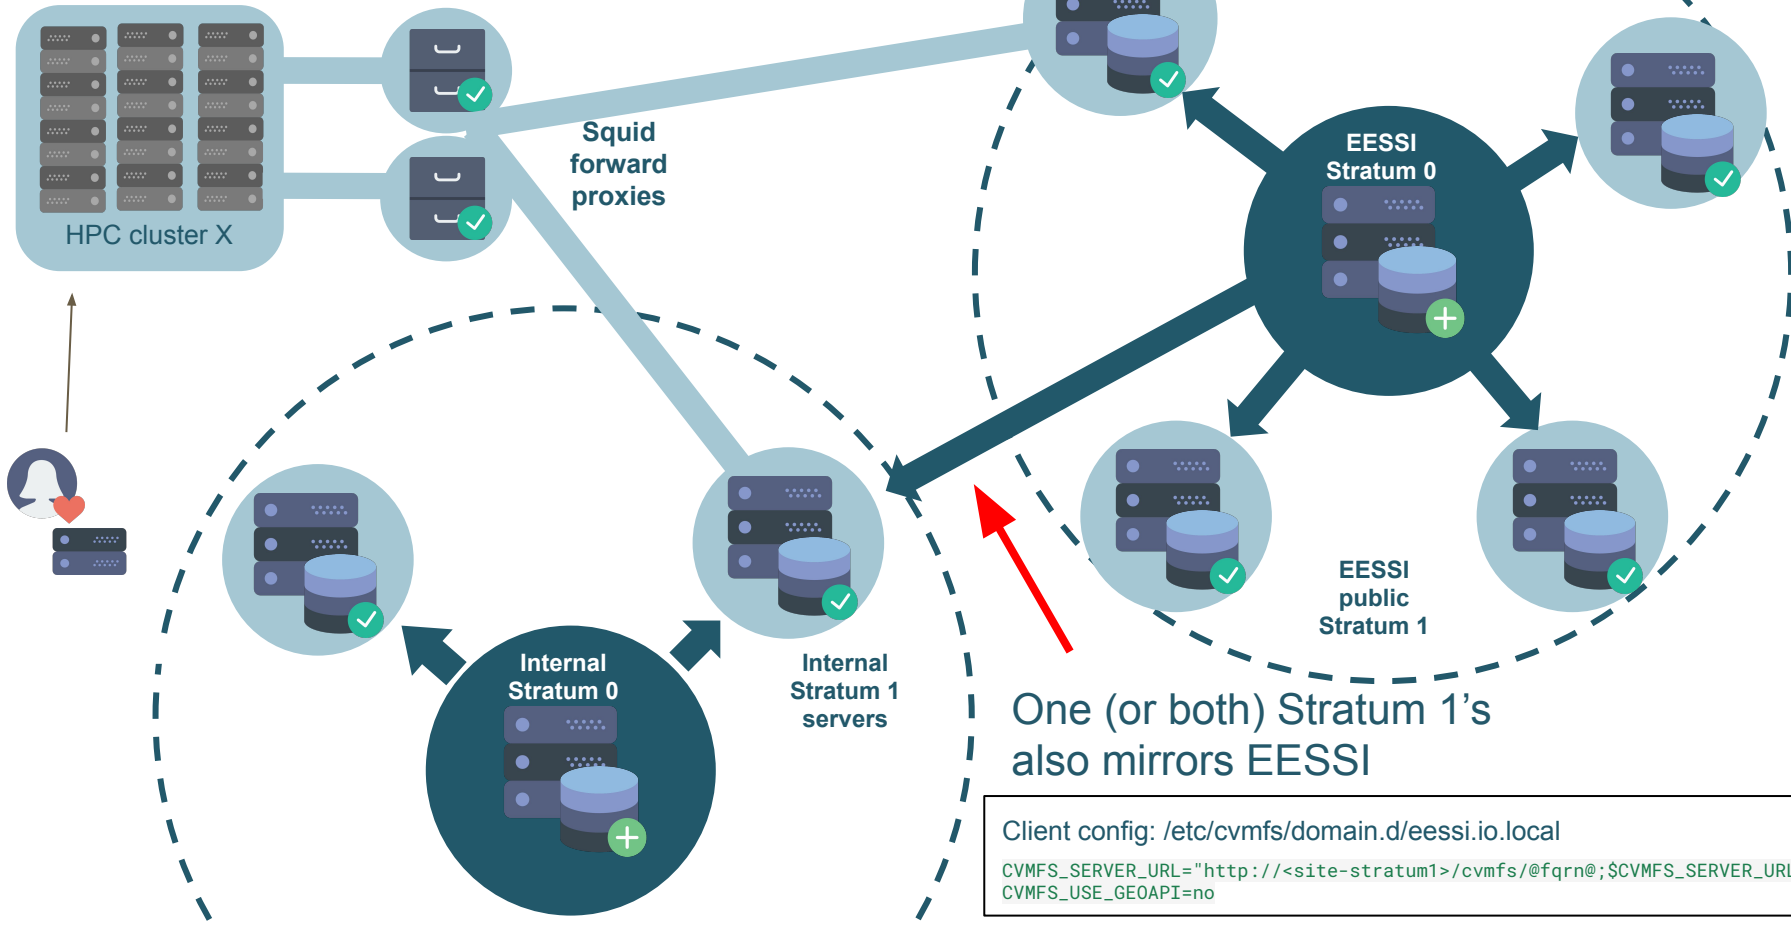 HPC cluster X
Squid
forward
proxies
EESSI
Stratum 0
EESSI
public
Stratum 1
Internal
Stratum 0
Internal
Stratum 1
servers
One (or both) Stratum 1’s
also mirrors EESSI
Client config: /etc/cvmfs/domain.d/eessi.io.local
CVMFS_SERVER_URL="http://<site-stratum1>/cvmfs/@fqrn@;$CVMFS_SERVER_URL
CVMFS_USE_GEOAPI=no